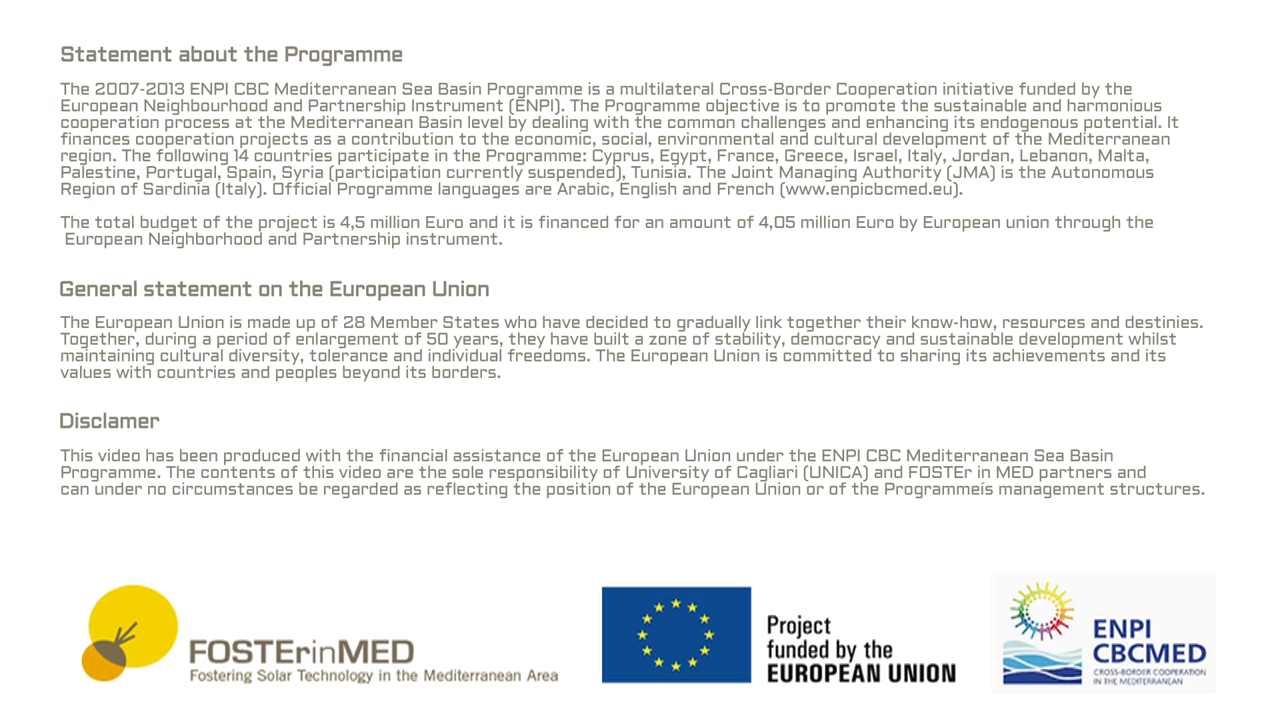 Statement about the Programme
The 2007-2013 ENPI CBC Mediterranean Sea Basin Programme is a multilateral Cross-Border Cooperation initiative funded by the
European Neighbourhood and Partnership Instrument (ENPI). The Programme objective is to promote the sustainable and harmonious
cooperation process at the Mediterranean Basin level by dealing with the common challenges and enhancing its endogenous potential. It
finances cooperation projects as a contribution to the economic, social, environmental and cultural development of the Mediterranean
region. The following 14 countries participate in the Programme: Cyprus, Egypt, France, Greece, Israel, Italy, Jordan, Lebanon, Malta,
Palestine, Portugal, Spain, Syria (participation currently suspended), Tunisia. The Joint Managing Authority (JMA) is the Autonomous
Region of Sardinia (Italy). Official Programme languages are Arabic, English and French (www.enpicbcmed.eu).
The total budget of the project is 4,5 million Euro and it is financed for an amount of 4,05 million Euro by European union through the
European Neighborhood and Partnership instrument.
General statement on the European Union
The European Union is made up of 28 Member States who have decided to gradually link together their know-how, resources and destinies.
Together, during a period of enlargement of 50 years, they have built a zone of stability, democracy and sustainable development whilst
maintaining cultural diversity, tolerance and individual freedoms. The European Union is committed to sharing its achievements and its
values with countries and peoples beyond its borders.
Disclamer
This video has been produced with the financial assistance of the European Union under the ENPI CBC Mediterranean Sea Basin
Programme. The contents of this video are the sole responsibility of University of Cagliari (UNICA) and FOSTEr in MED partners and
can under no circumstances be regarded as reflecting the position of the European Union or of the Programmeís management structures.
FOSTErinMED
Fostering Solar Technology in the Mediterranean Area
Project
funded by the
EUROPEAN UNION
ENPI
CBCMED
CROSS-BORDER COOPERATION
IN THE MEDITERRANEAN